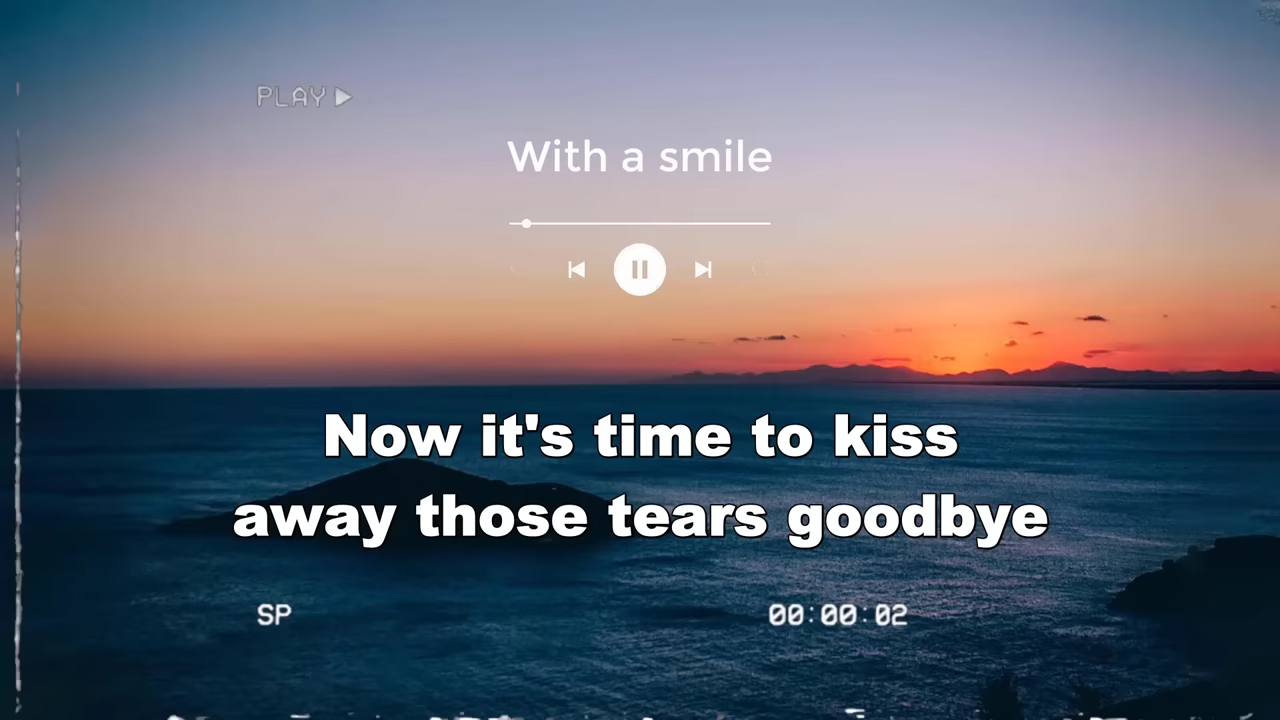 PLAY
With a smile
Now it's time to kiss
away those tears goodbye
SP
00:00:02